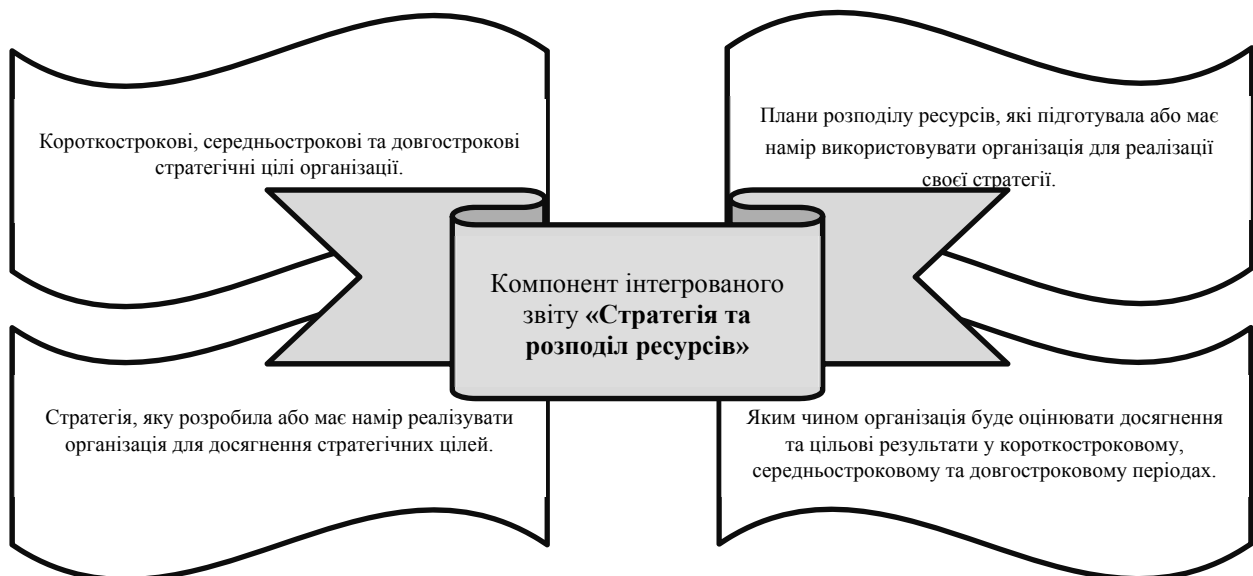 Короткострокові, середньострокові та довгострокові
стратегічні цілі організації.
Плани розподілу ресурсів, які підготувала або має
намір використовувати організація для реалізації
своєї стратегії.
Компонент інтегрованого
звіту «Стратегія та
розподіл ресурсів»
Стратегія, яку розробила або має намір реалізувати
організація для досягнення стратегічних цілей.
Яким чином організація буде оцінювати досягнення
та цільові результати у короткостроковому,
середньостроковому та довгостроковому періодах.